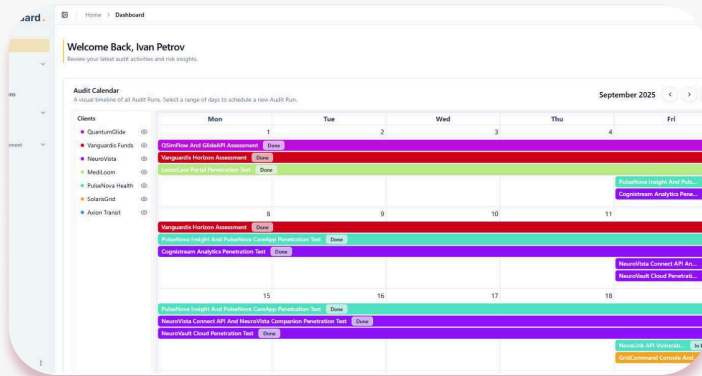 uard.
Home > Dashboard
Welcome Back, Ivan Petrov
Review your latest audit activities and risk insights.
Audit Calendar
A visual timeline of all Audit Runs. Select a range of days to schedule a new Audit Run.
September 2025
Clients
QuantumGlide
Vanguardis Funds
NeuroVista
MediLoom
PulseNova Health
SolarisGrid
Axion Transit
Mon Tue Wed Thu Fri
1 2 3 4
QSimFlow And GlideAPI Assessment Done
Vanguardis Horizon Assessment Done
LoomCare Portal Penetration Test Done
PulseNova Insight And Puls...
Cognistream Analytics Pene...
8 9 10 11
Vanguardis Horizon Assessment Done
PulseNova Insight And PulseNova CareApp Penetration Test Done
Cognistream Analytics Penetration Test Done
NeuroVista Connect API An...
NeuroVault Cloud Penetrati...
15 16 17 18
PulseNova Insight And PulseNova CareApp Penetration Test Done
NeuroVista Connect API And NeuroVista Companion Penetration Test Done
NeuroVault Cloud Penetration Test Done
NovaLink API Vulnerab... In
GridCommand Console And